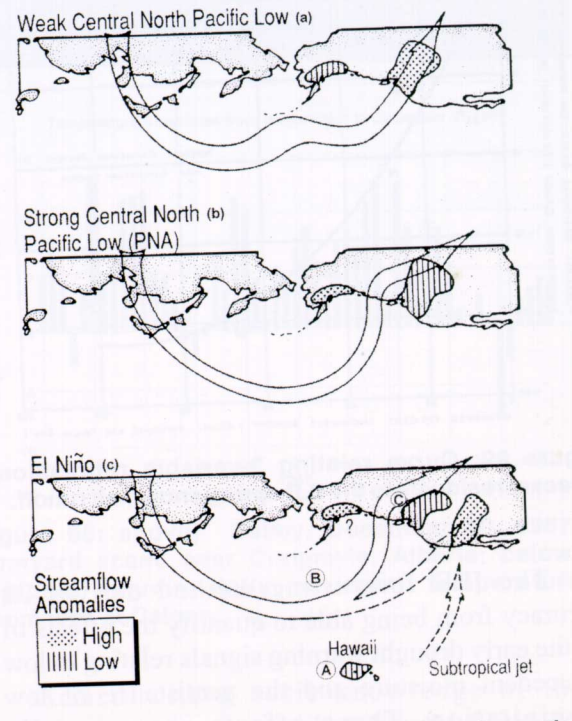 Weak Central North Pacific Low (a)
Strong Central North (b)
Pacific Low (PNA)
El Niño (c)
C
?
B
Streamflow
Anomalies
High
Low
Hawaii
A
Subtropical jet